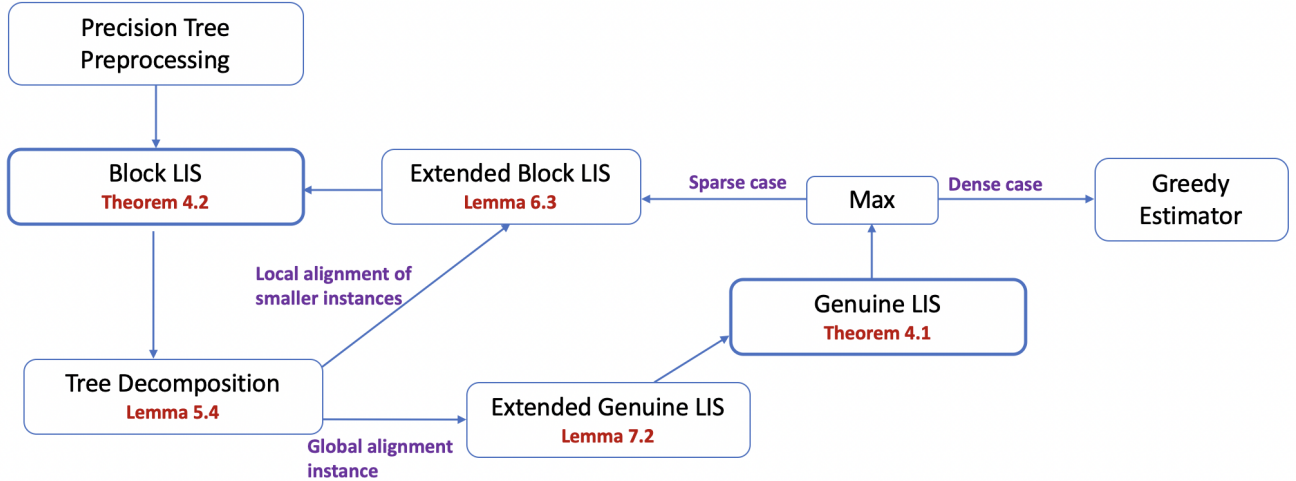 Precision Tree
Preprocessing
Block LIS
Theorem 4.2
Extended Block LIS
Lemma 6.3
Sparse case
Max
Dense case
Greedy
Estimator
Local alignment of
smaller instances
Genuine LIS
Theorem 4.1
Tree Decomposition
Lemma 5.4
Extended Genuine LIS
Lemma 7.2
Global alignment
instance